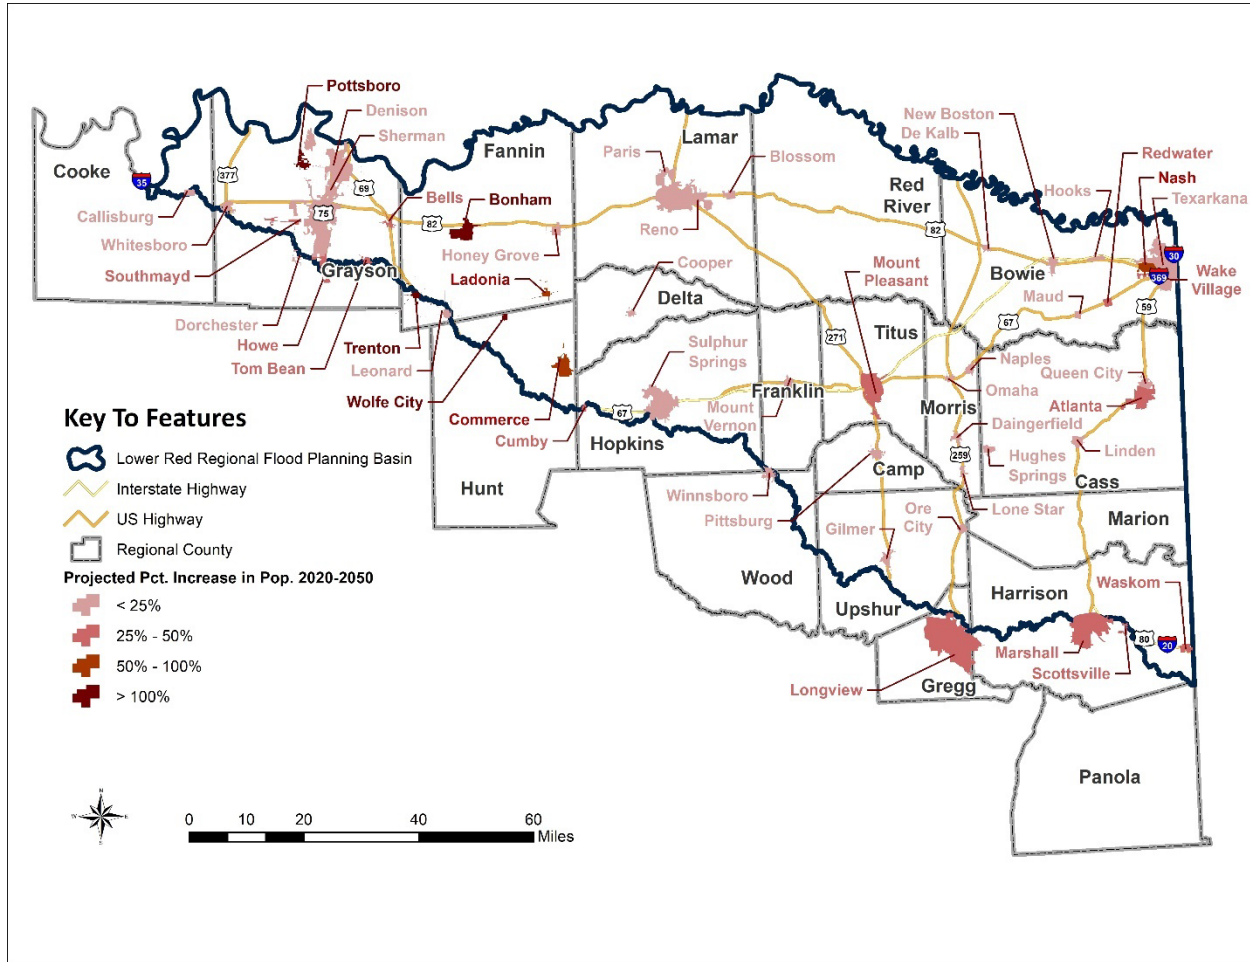 Pottsboro
Denison
Sherman
Cooke
35
377
69
75
Callisburg
Whitesboro
Southmayd
Grayson
Dorchester
Howe
Tom Bean
Fannin
Bells
82
Bonham
Honey Grove
Ladonia
Trenton
Leonard
Wolfe City
Commerce
Cumby
Hunt
Lamar
Paris
Blossom
Reno
Cooper
Delta
271
Sulphur
Springs
67
Hopkins
Mount
Vernon
Franklin
Winnsboro
Pittsburg
Wood
Red
River
82
Mount
Pleasant
Titus
New Boston
De Kalb
Hooks
Redwater
Nash
Texarkana
30
369
Wake
Village
Bowie
Maud
67
59
Naples
Queen City
Omaha
Atlanta
Morris
Daingerfield
259
Hughes
Springs
Linden
Cass
Camp
Lone Star
Ore
City
Gilmer
Upshur
Marion
Harrison
Waskom
80
20
Marshall
Scottsville
Longview
Gregg
Panola
Key To Features
Lower Red Regional Flood Planning Basin
Interstate Highway
US Highway
Regional County
Projected Pct. Increase in Pop. 2020-2050
< 25%
25% - 50%
50% - 100%
> 100%
N
W
E
S
0 10 20 40 60
Miles